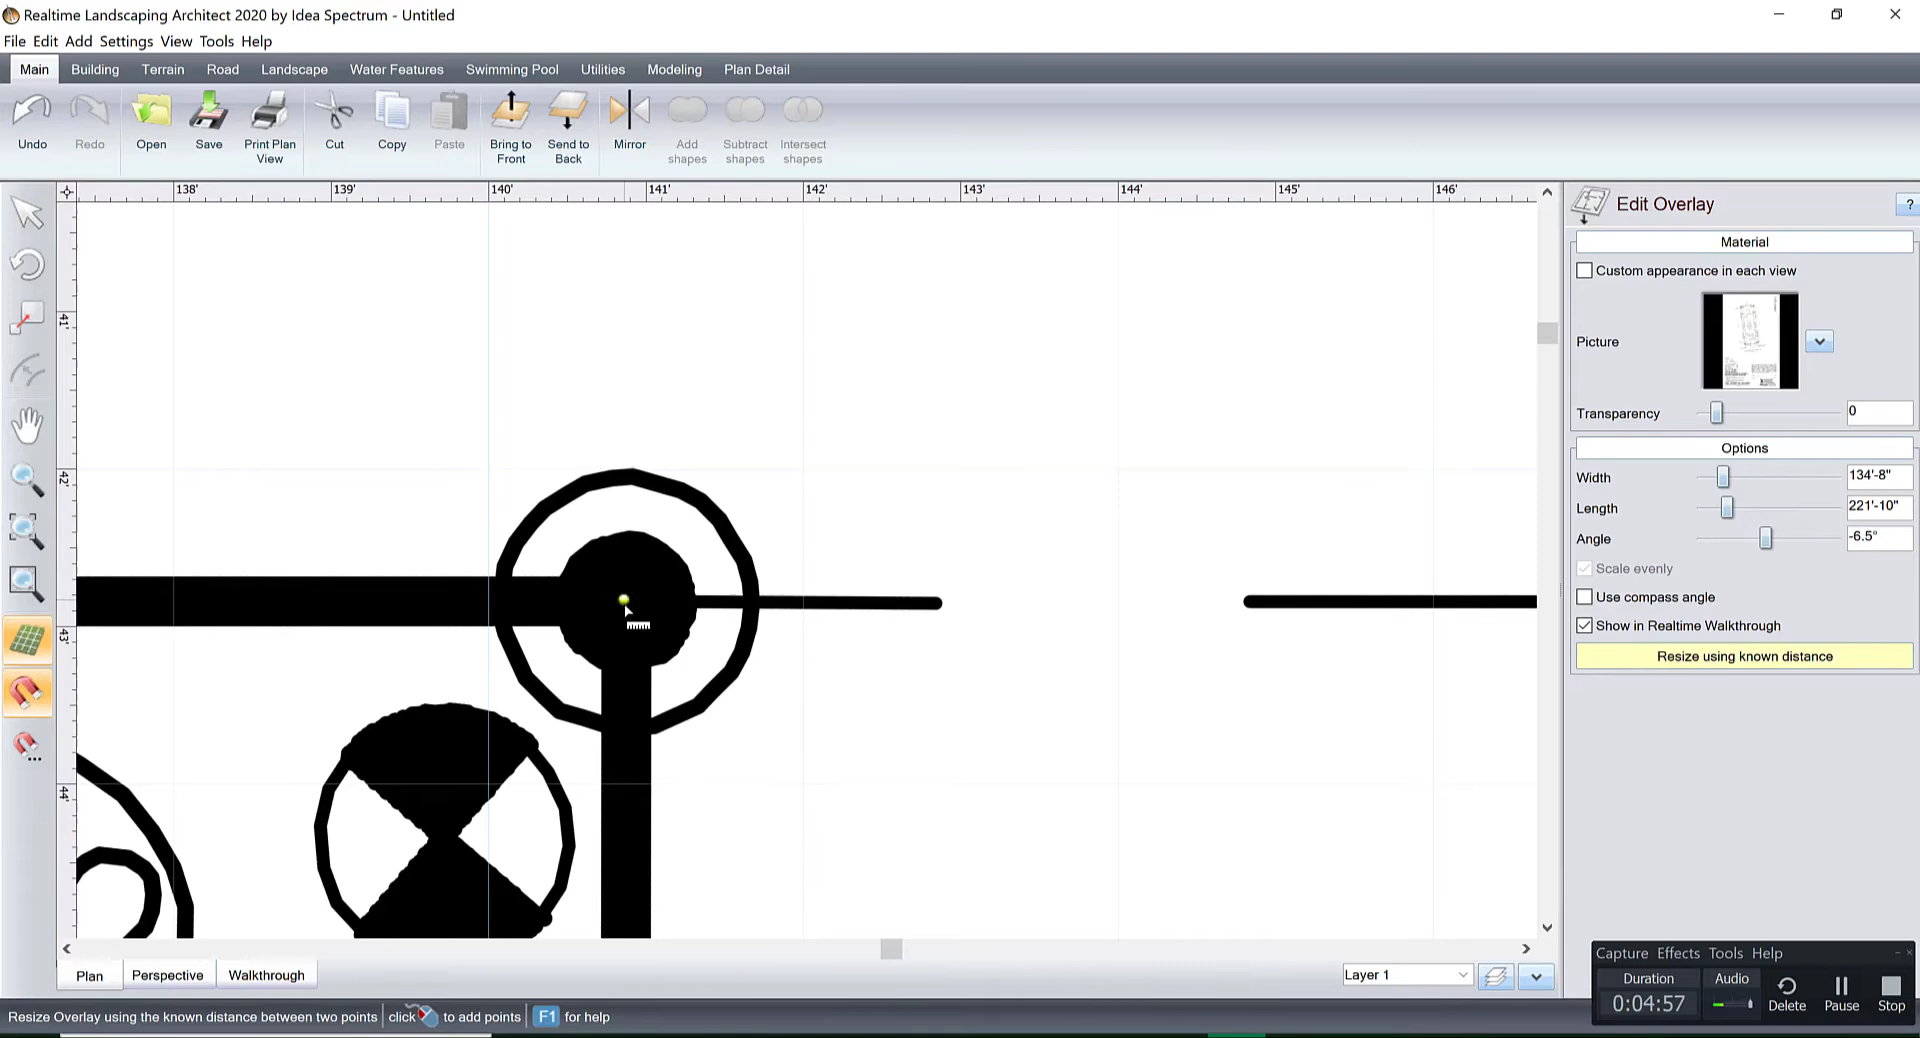 Realtime Landscaping Architect 2020 by Idea Spectrum - Untitled
File Edit Add Settings View Tools Help
Main Building Terrain Road Landscape Water Features Swimming Pool Utilities Modeling Plan Detail
Undo Redo Open Save Print Plan View Cut Copy Paste Bring to Front Send to Back Mirror Add shapes Subtract shapes Intersect shapes
138' 139' 140' 141' 142' 143' 144' 145' 146'
41'
42'
43'
44'
Edit Overlay ?
Material
Custom appearance in each view
Picture
Transparency 0
Options
Width 134'-8"
Length 221'-10"
Angle -6.5°
Scale evenly
Use compass angle
Show in Realtime Walkthrough
Resize using known distance
Plan Perspective Walkthrough
Layer 1
Capture Effects Tools Help
Duration Audio
0:04:57 Delete Pause Stop
Resize Overlay using the known distance between two points click to add points F1 for help